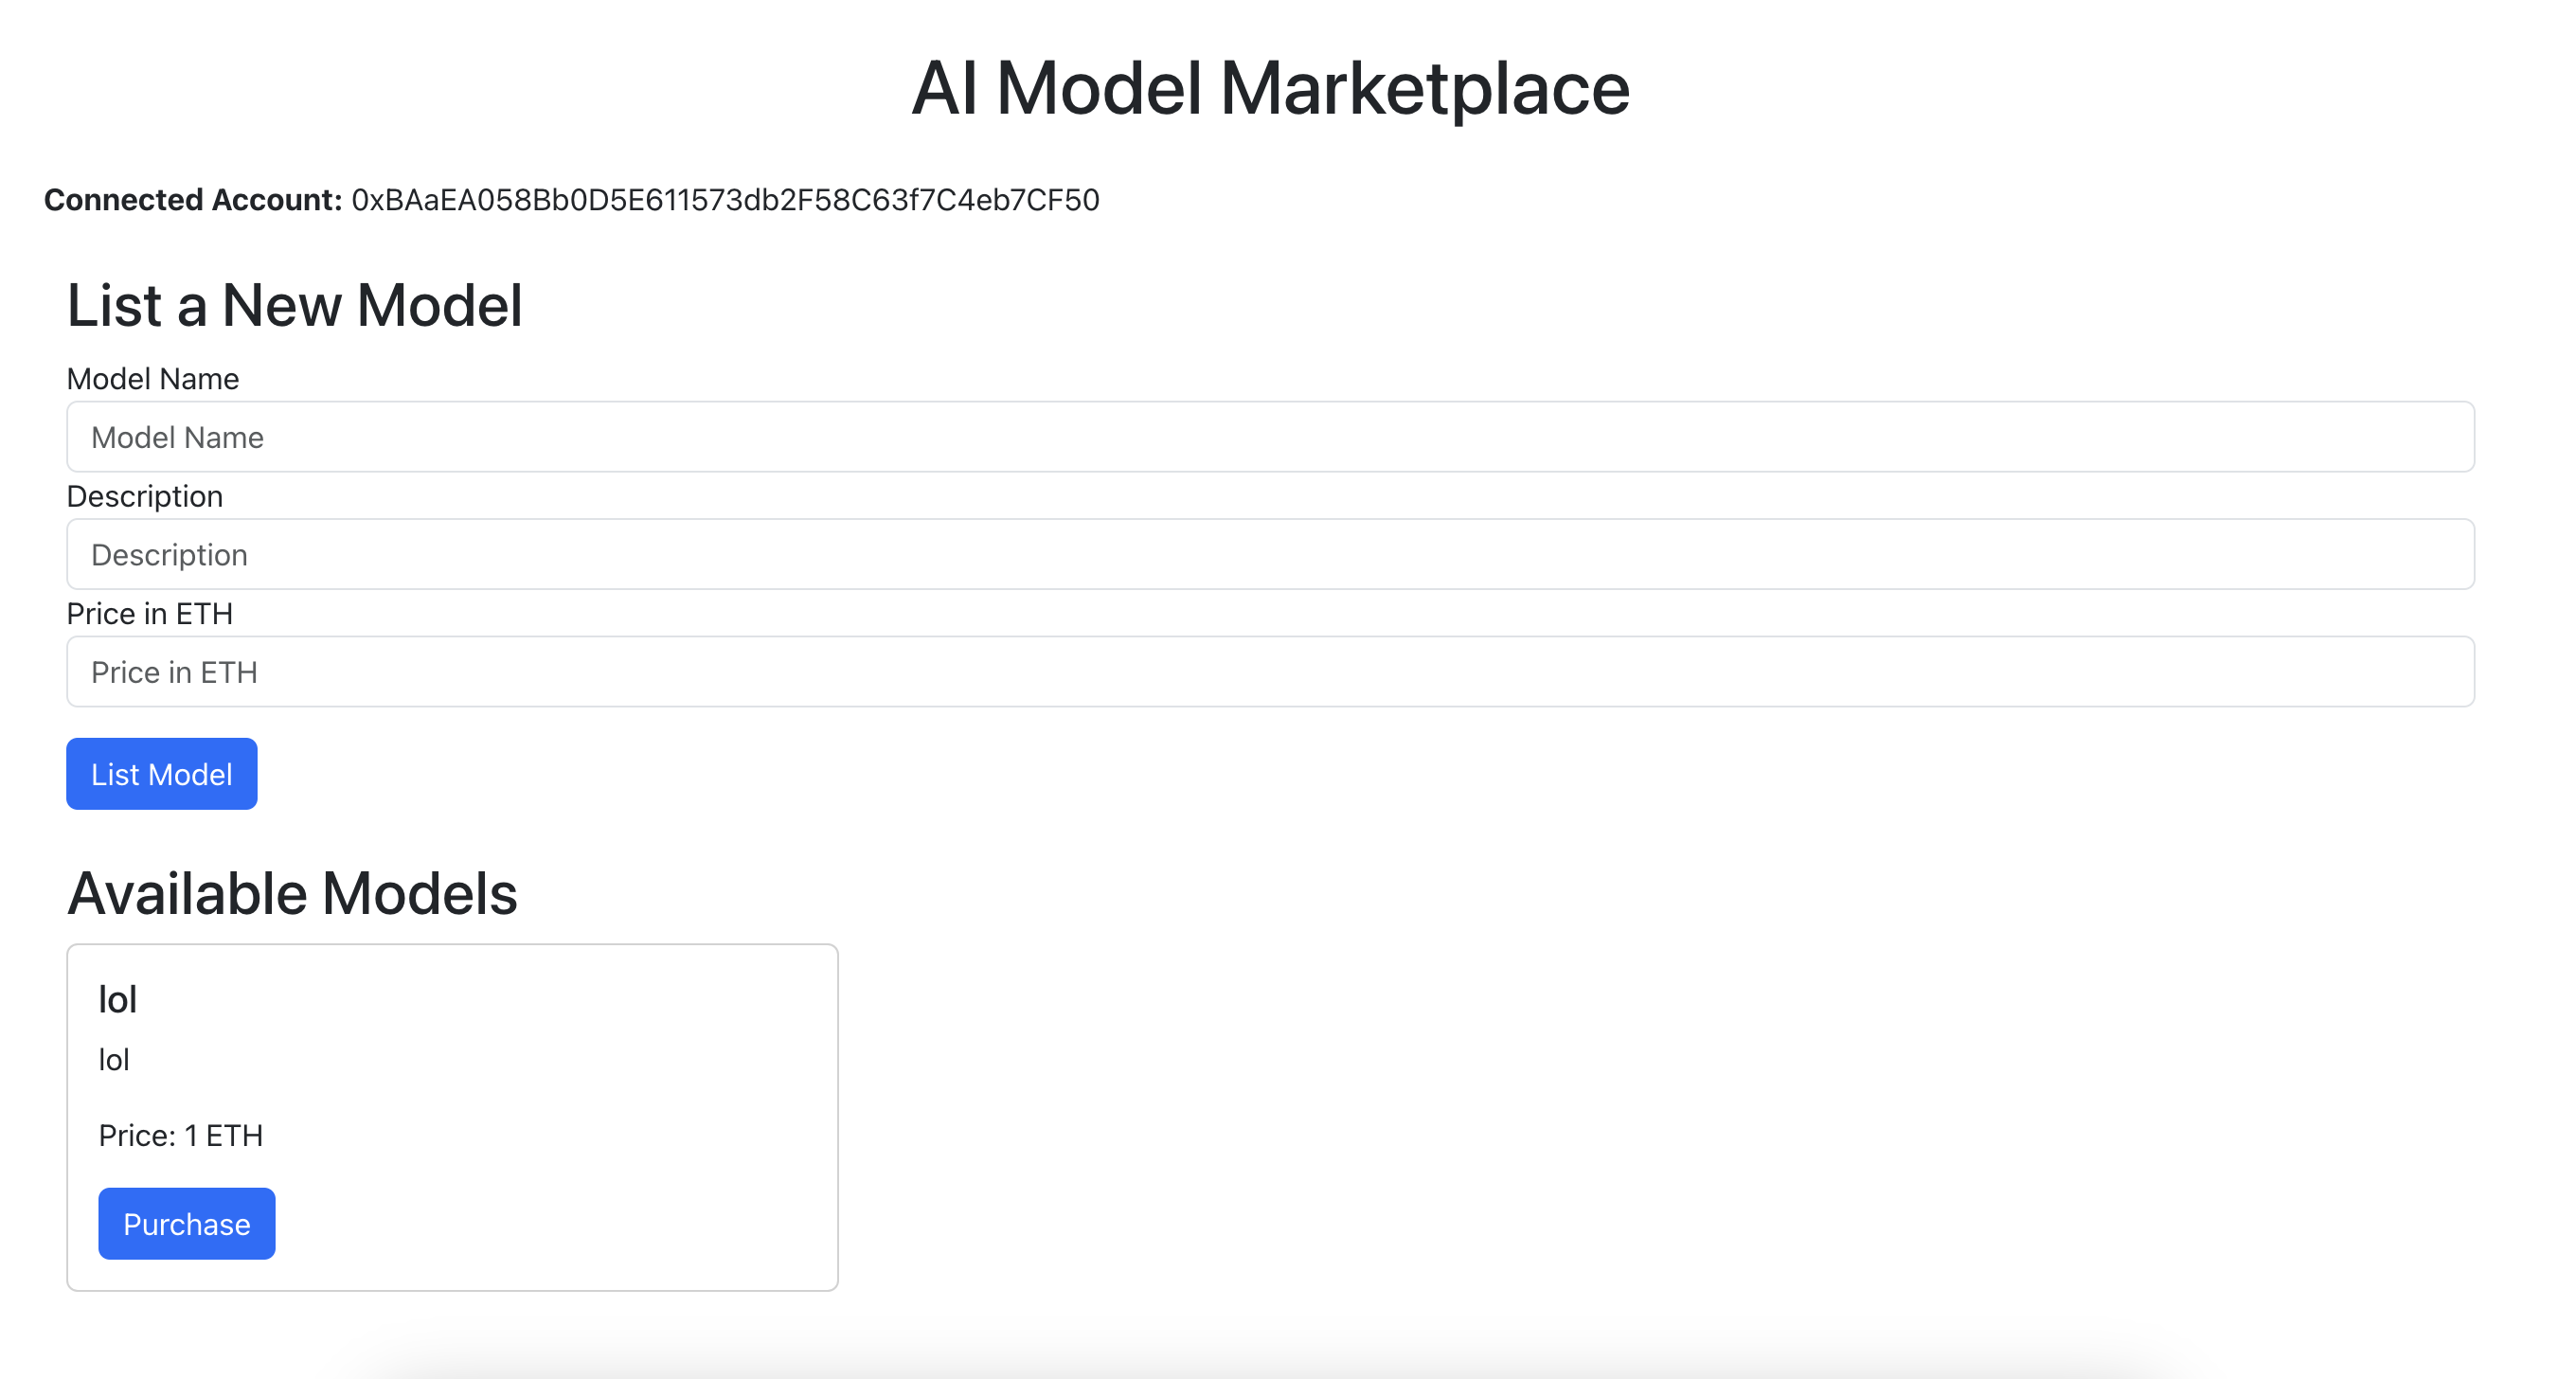 AI Model Marketplace
Connected Account: 0xBAaEA058Bb0D5E611573db2F58C63f7C4eb7CF50
List a New Model
Model Name
Model Name
Description
Description
Price in ETH
Price in ETH
List Model
Available Models
lol
lol
Price: 1 ETH
Purchase